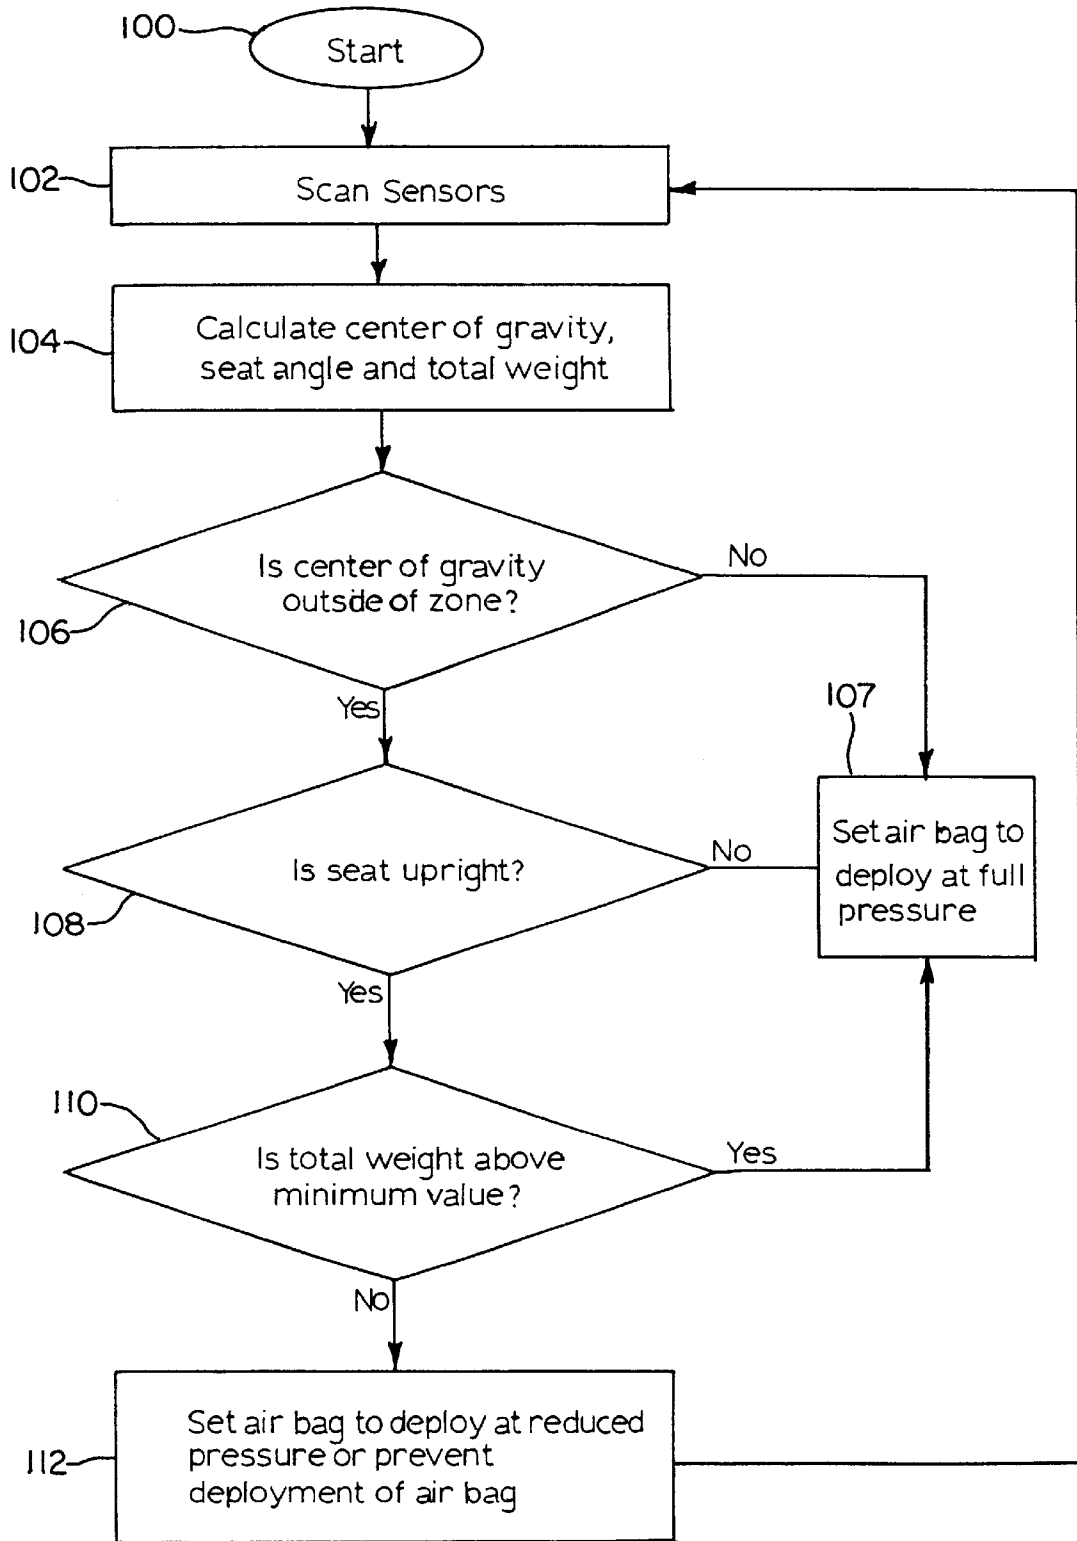 100
Start
102
Scan Sensors
104
Calculate center of gravity,
seat angle and total weight
Is center of gravity
outside of zone?
No
106
Yes
107
Set air bag to
deploy at full
pressure
Is seat upright?
No
108
Yes
110
Is total weight above
minimum value?
Yes
No
Set air bag to deploy at reduced
pressure or prevent
deployment of air bag
112